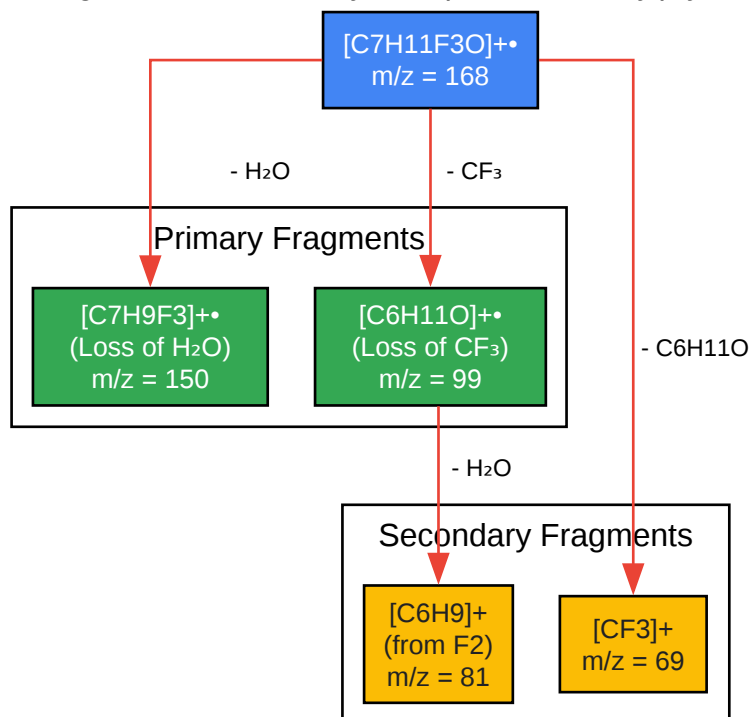 [C7H11F3O]+•
m/z = 168
- H₂O
- CF₃
Primary Fragments
[C7H9F3]+•
(Loss of H₂O)
m/z = 150
[C6H11O]+•
(Loss of CF₃)
m/z = 99
- C6H11O
- H₂O
Secondary Fragments
[C6H9]+
(from F2)
m/z = 81
[CF3]+
m/z = 69